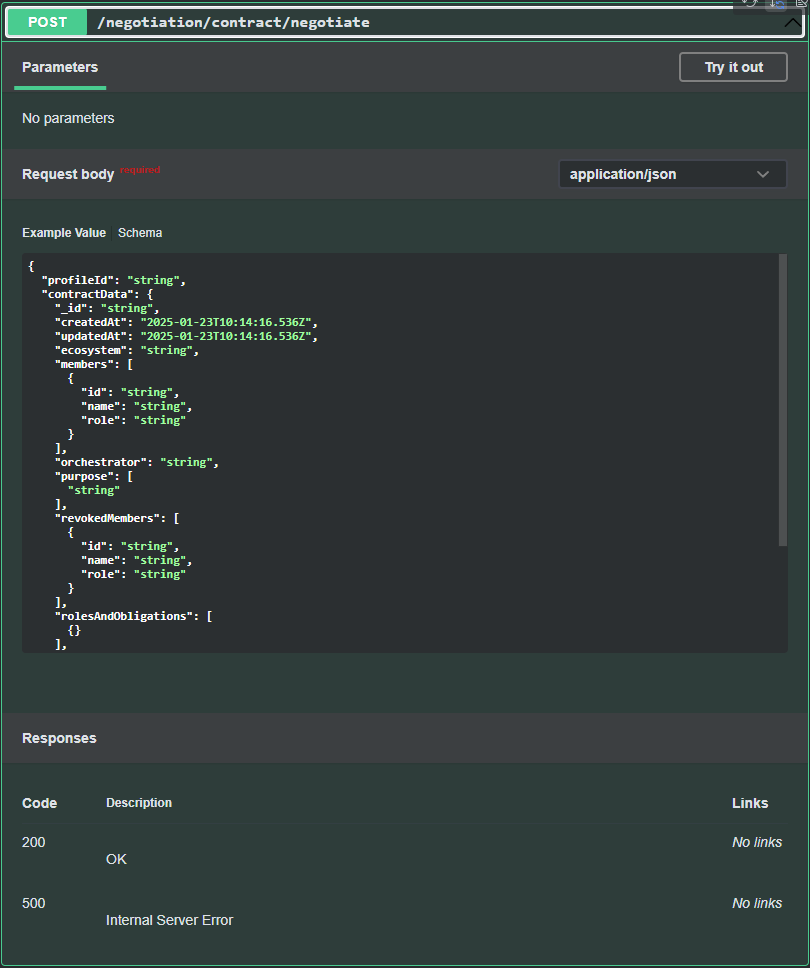 POST /negotiation/contract/negotiate
Parameters
Try it out
No parameters
Request body required
application/json
Example Value Schema
{
  "profileId": "string",
  "contractData": {
    "_id": "string",
    "createdAt": "2025-01-23T10:14:16.536Z",
    "updatedAt": "2025-01-23T10:14:16.536Z",
    "ecosystem": "string",
    "members": [
      {
        "id": "string",
        "name": "string",
        "role": "string"
      }
    ],
    "orchestrator": "string",
    "purpose": [
      "string"
    ],
    "revokedMembers": [
      {
        "id": "string",
        "name": "string",
        "role": "string"
      }
    ],
    "rolesAndObligations": [
      {}
    ],
Responses
Code Description Links
200 No links
OK
500 No links
Internal Server Error